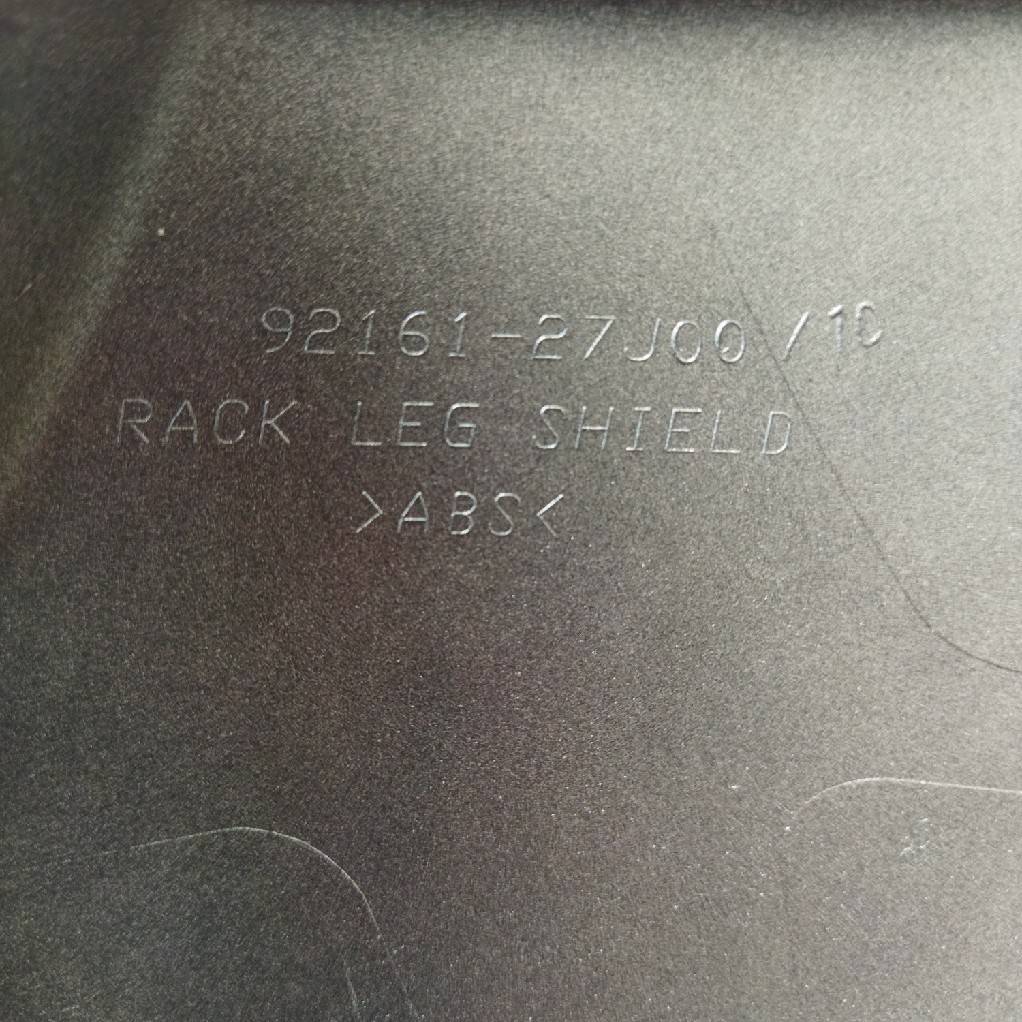 92161-27J00/10
RACK LEG SHIELD
>ABS<